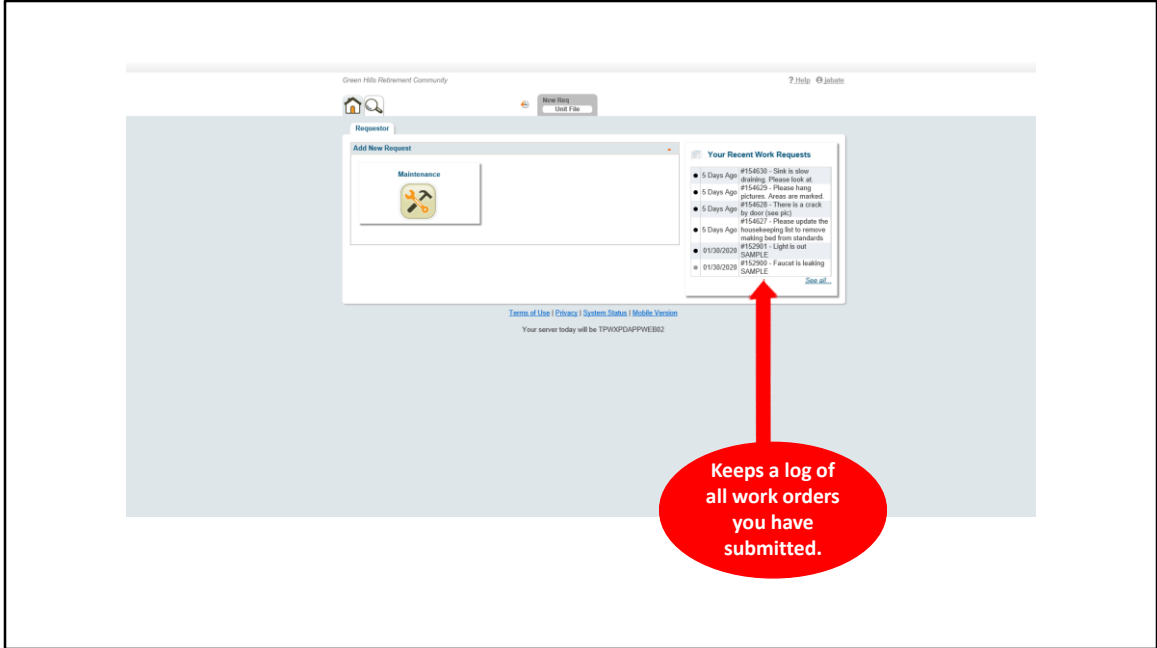 Green Hills Retirement Community
? Help jabate
New Req
Unit File
Requestor
Add New Request
Maintenance
Your Recent Work Requests
5 Days Ago #154630 - Sink is slow
draining. Please look at.
5 Days Ago #154629 - Please hang
pictures. Areas are marked.
5 Days Ago #154628 - There is a crack
by door (see pic)
5 Days Ago #154627 - Please update the
housekeeping list to remove
making bed from standards
01/30/2020 #152901 - Light is out
SAMPLE
01/30/2020 #152900 - Faucet is leaking
SAMPLE
See all...
Terms of Use | Privacy | System Status | Mobile Version
Your server today will be TPWXPDAPPWEB02
Keeps a log of
all work orders
you have
submitted.